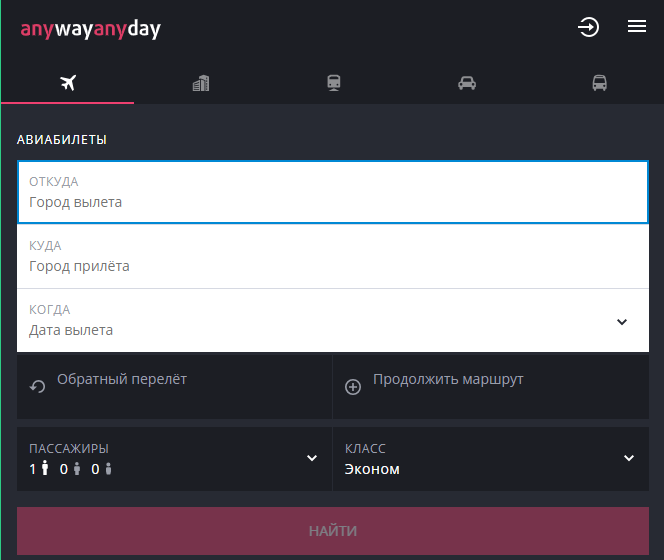 anywayanyday
АВИАБИЛЕТЫ
ОТКУДА
Город вылета
КУДА
Город прилёта
КОГДА
Дата вылета
Обратный перелёт
Продолжить маршрут
ПАССАЖИРЫ
1 0 0
КЛАСС
Эконом
НАЙТИ